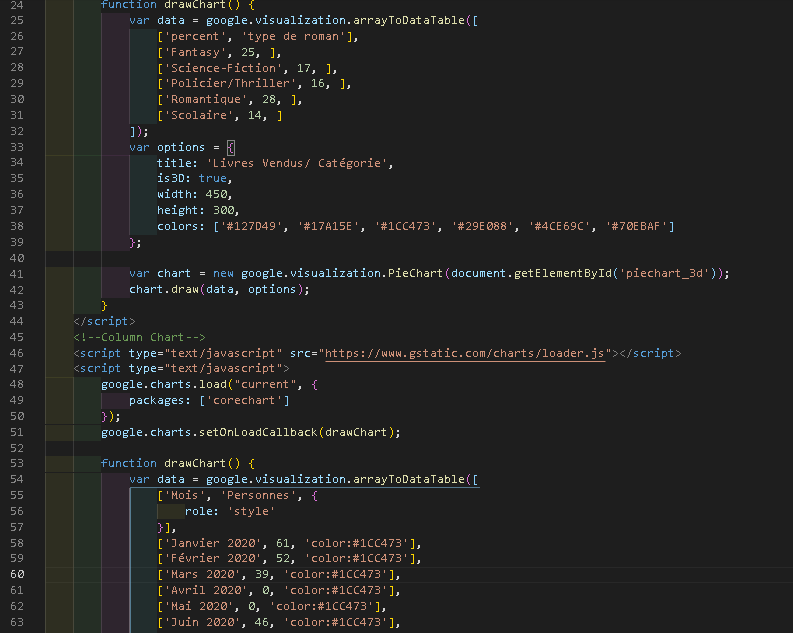 24 function drawChart() {
25 var data = google.visualization.arrayToDataTable([
26 ['percent', 'type de roman'],
27 ['Fantasy', 25, ],
28 ['Science-Fiction', 17, ],
29 ['Policier/Thriller', 16, ],
30 ['Romantique', 28, ],
31 ['Scolaire', 14, ]
32 ]);
33 var options = {
34 title: 'Livres Vendus/ Catégorie',
35 is3D: true,
36 width: 450,
37 height: 300,
38 colors: ['#127D49', '#17A15E', '#1CC473', '#29E088', '#4CE69C', '#70EBAF']
39 };
40
41 var chart = new google.visualization.PieChart(document.getElementById('piechart_3d'));
42 chart.draw(data, options);
43 }
44 </script>
45 <!--Column Chart-->
46 <script type="text/javascript" src="https://www.gstatic.com/charts/loader.js"></script>
47 <script type="text/javascript">
48 google.charts.load("current", {
49 packages: ['corechart']
50 });
51 google.charts.setOnLoadCallback(drawChart);
52
53 function drawChart() {
54 var data = google.visualization.arrayToDataTable([
55 ['Mois', 'Personnes', {
56 role: 'style'
57 }],
58 ['Janvier 2020', 61, 'color:#1CC473'],
59 ['Février 2020', 52, 'color:#1CC473'],
60 ['Mars 2020', 39, 'color:#1CC473'],
61 ['Avril 2020', 0, 'color:#1CC473'],
62 ['Mai 2020', 0, 'color:#1CC473'],
63 ['Juin 2020', 46, 'color:#1CC473'],